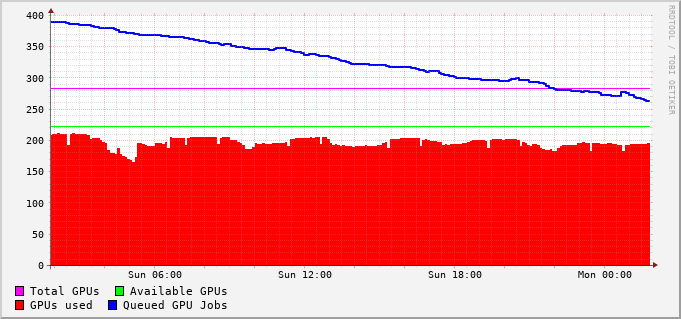 400
350
300
250
200
150
100
50
0
Sun 06:00 Sun 12:00 Sun 18:00 Mon 00:00
Total GPUs Available GPUs
GPUs used Queued GPU Jobs
RRDTOOL / TOBI OETIKER